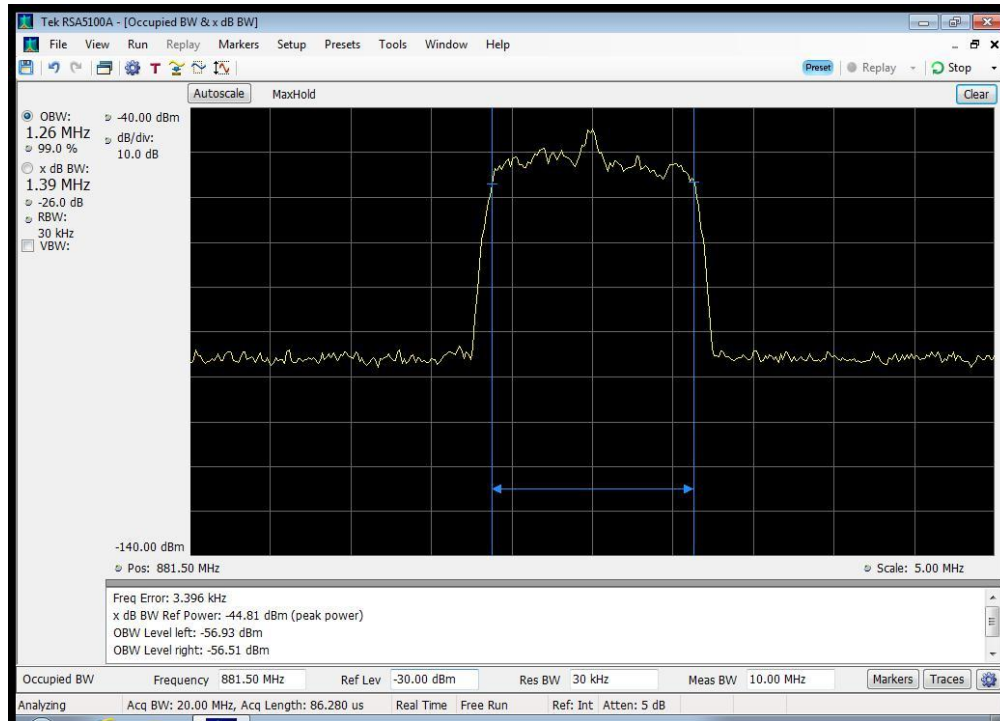 Tek RSA5100A - [Occupied BW & x dB BW]
File View Run Replay Markers Setup Presets Tools Window Help
T Preset Replay Stop
Autoscale MaxHold Clear
OBW:
1.26 MHz
99.0 %
x dB BW:
1.39 MHz
-26.0 dB
RBW:
30 kHz
VBW:
-40.00 dBm
dB/div:
10.0 dB
-140.00 dBm
Pos: 881.50 MHz Scale: 5.00 MHz
Freq Error: 3.396 kHz
x dB BW Ref Power: -44.81 dBm (peak power)
OBW Level left: -56.93 dBm
OBW Level right: -56.51 dBm
Occupied BW Frequency 881.50 MHz Ref Lev -30.00 dBm Res BW 30 kHz Meas BW 10.00 MHz Markers Traces
Analyzing Acq BW: 20.00 MHz, Acq Length: 86.280 us Real Time Free Run Ref: Int Atten: 5 dB